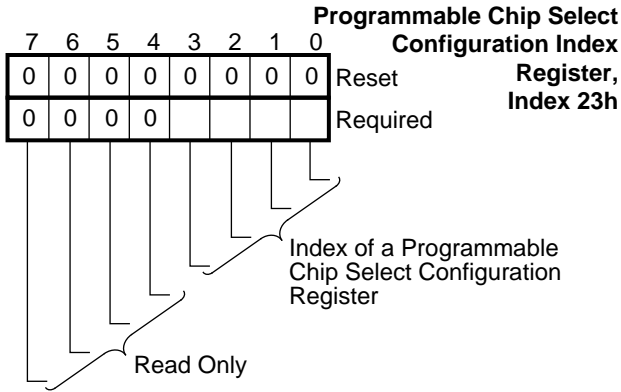 Programmable Chip Select
Configuration Index
Register,
Index 23h
7 6 5 4 3 2 1 0
0 0 0 0 0 0 0 0 Reset
0 0 0 0 Required
Index of a Programmable
Chip Select Configuration
Register
Read Only